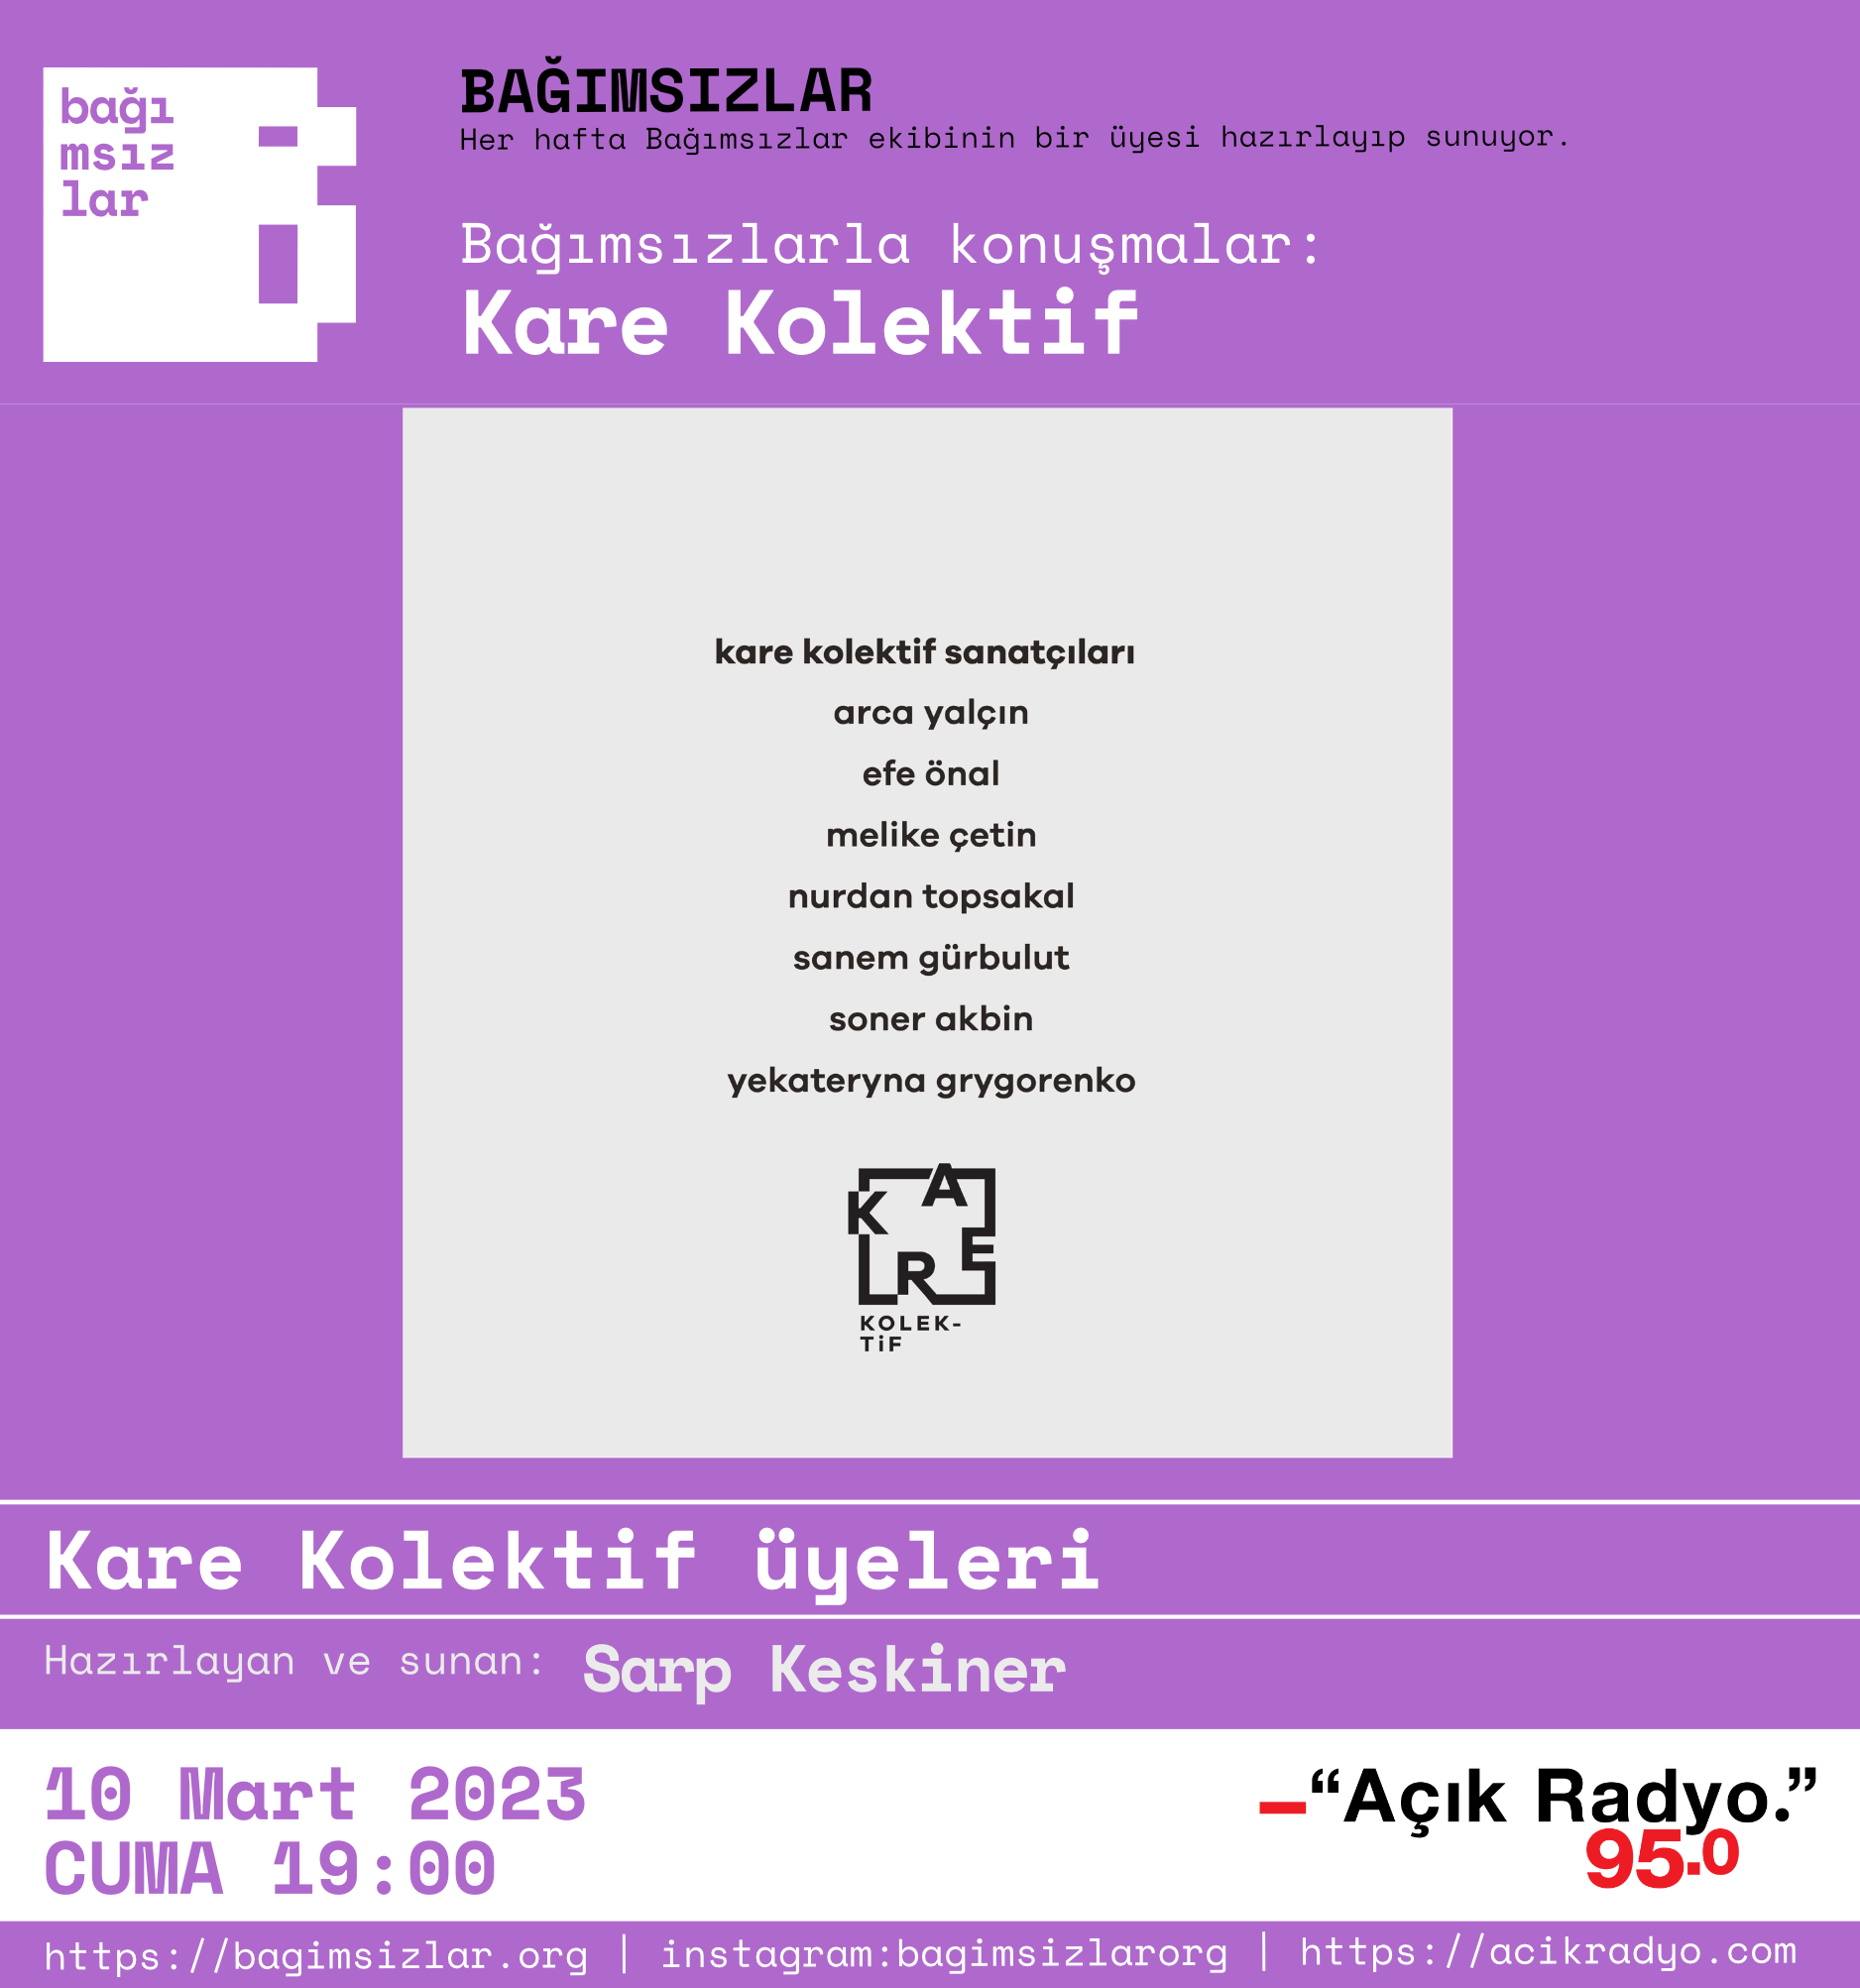 bağı
msız
lar
BAĞIMSIZLAR
Her hafta Bağımsızlar ekibinin bir üyesi hazırlayıp sunuyor.
Bağımsızlarla konuşmalar:
Kare Kolektif
kare kolektif sanatçıları
arca yalçın
efe önal
melike çetin
nurdan topsakal
sanem gürbulut
soner akbin
yekateryna grygorenko
KARE
KOLEK-
TiF
Kare Kolektif üyeleri
Hazırlayan ve sunan: Sarp Keskiner
10 Mart 2023
CUMA 19:00
“Açık Radyo.”
95.0
https://bagimsizlar.org | instagram:bagimsizlarorg | https://acikradyo.com